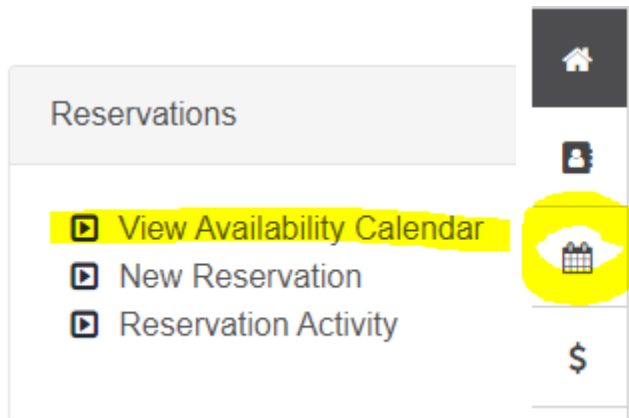 Reservations
View Availability Calendar
New Reservation
Reservation Activity
$